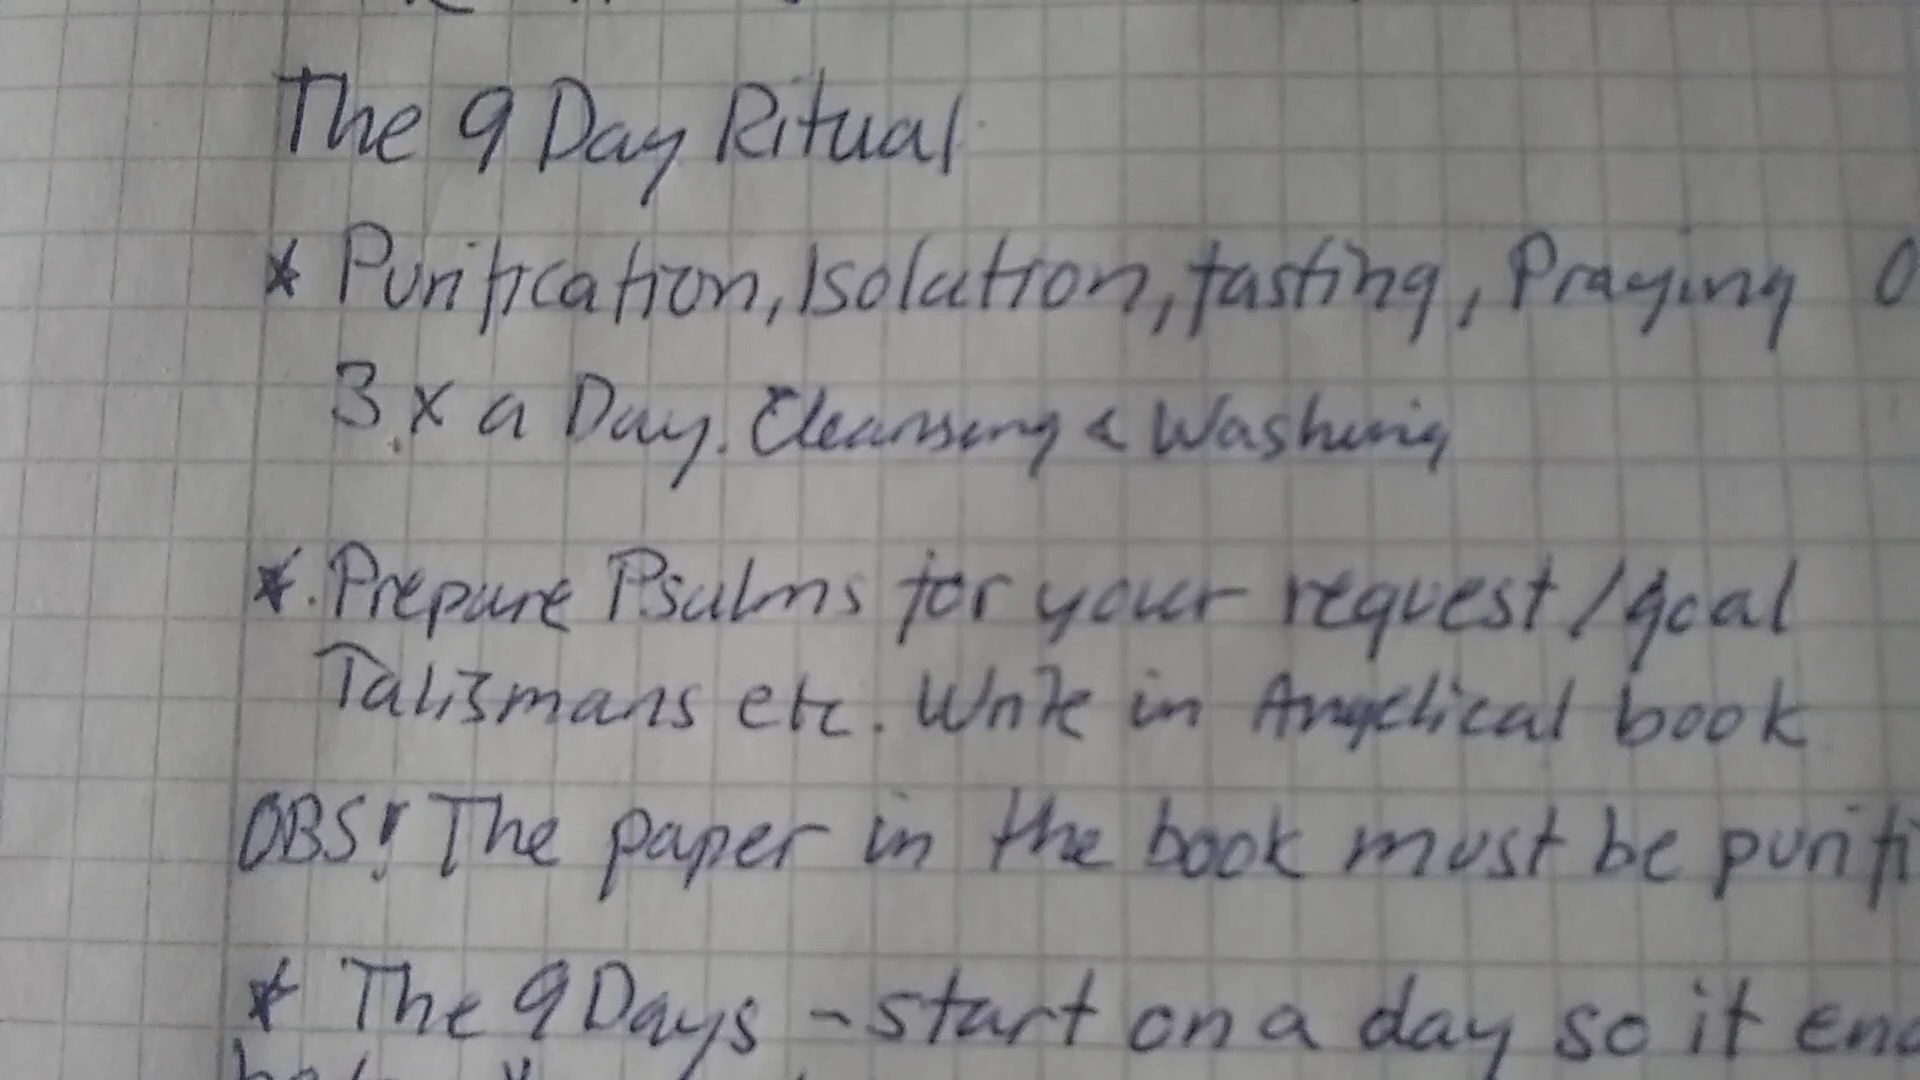 The 9 Day Ritual
* Purification, Isolation, fasting, Praying
3.x a Day. Cleansing & Washing
*. Prepare Psalms for your request/goal
Talismans etc. Write in Angelical book
OBS! The paper in the book must be purifi
* The 9 Days - start on a day so it end